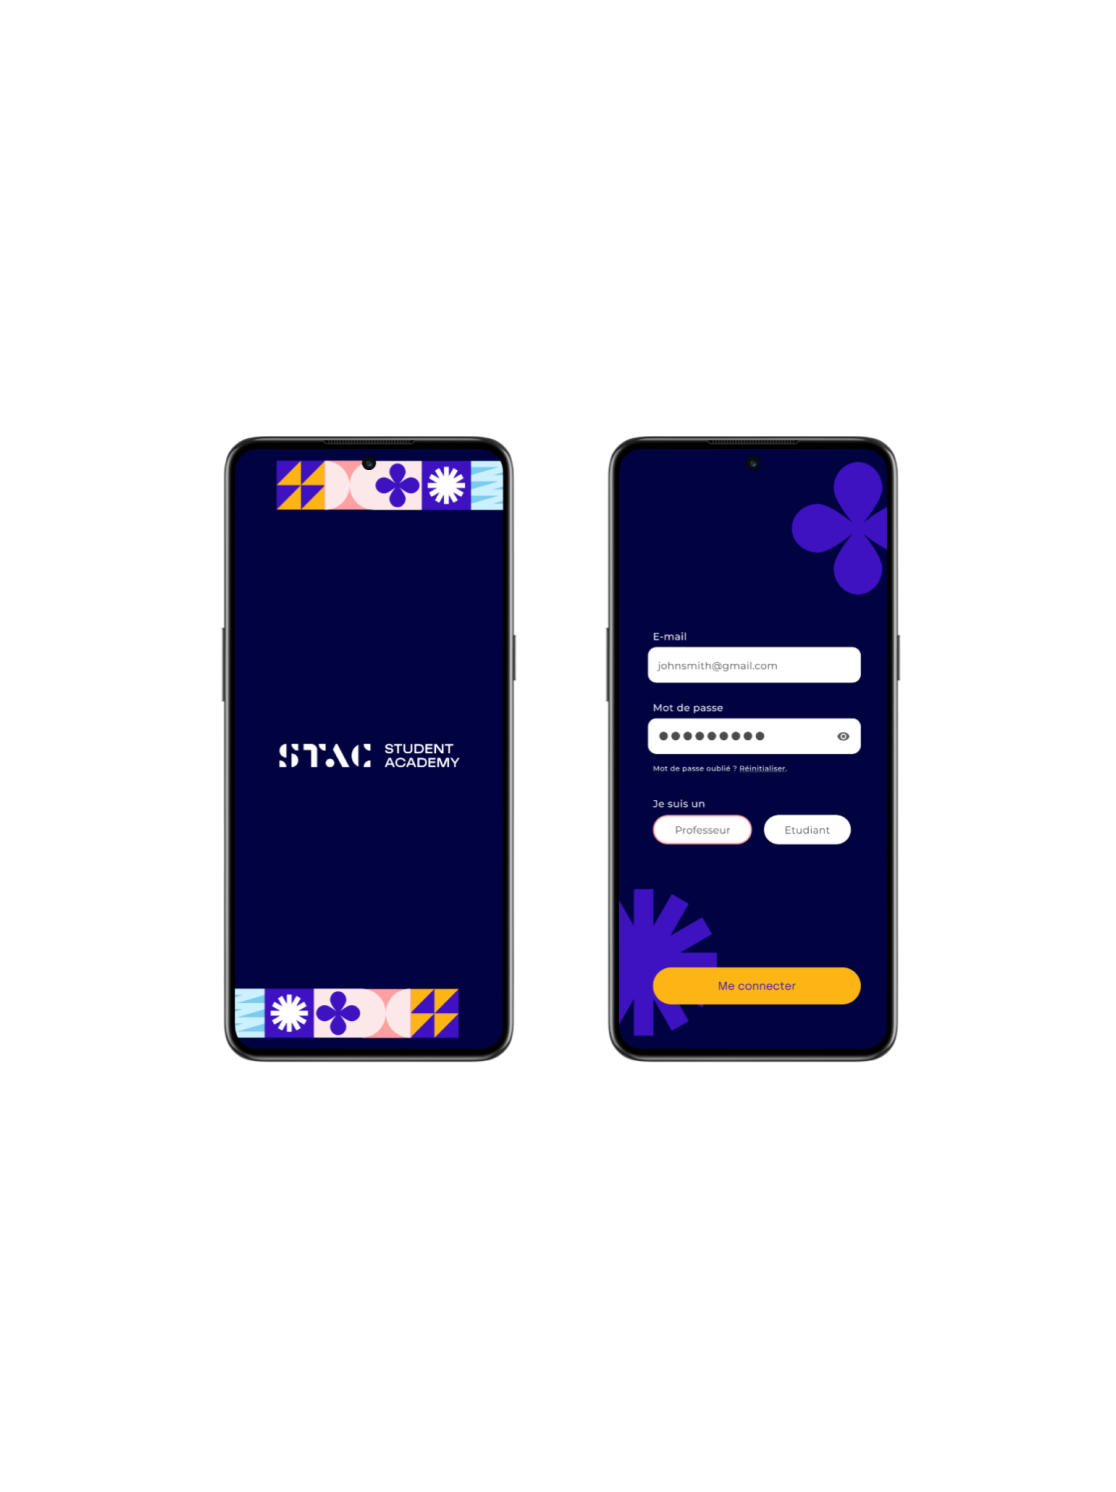 STAC STUDENT
ACADEMY
E-mail
johnsmith@gmail.com
Mot de passe
Mot de passe oublié ? Réinitialiser.
Je suis un
Professeur Etudiant
Me connecter